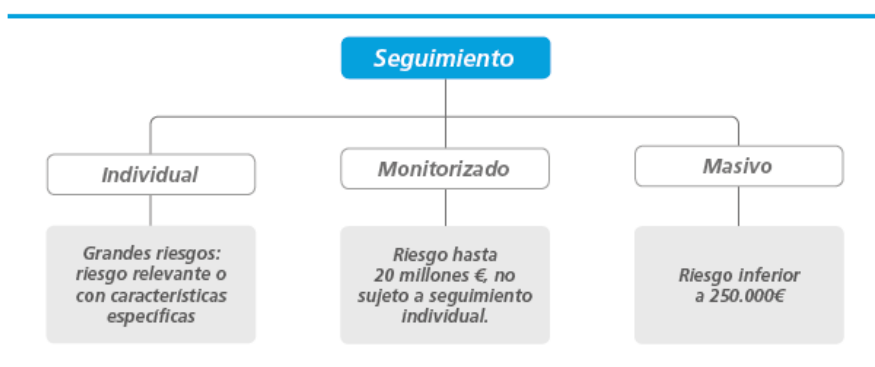 Seguimiento
Individual
Monitorizado
Masivo
Grandes riesgos:
riesgo relevante o
con características
específicas
Riesgo hasta
20 millones €, no
sujeto a seguimiento
individual.
Riesgo inferior
a 250.000€